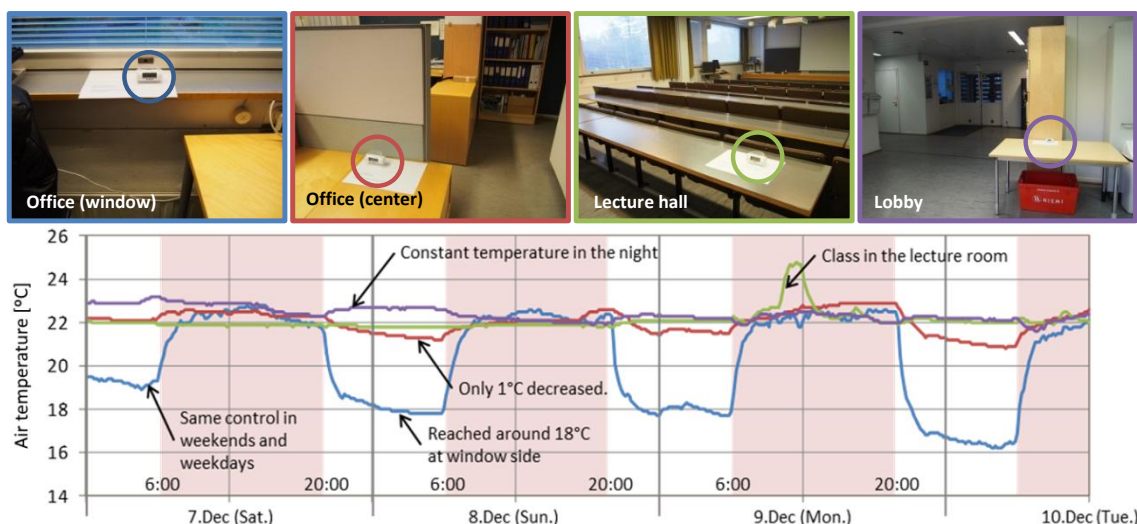 Office (window)
Office (center)
Lecture hall
Lobby
26
24
22
20
18
16
14
Air temperature [°C]
Constant temperature in the night
Class in the lecture room
Only 1°C decreased.
Same control in
weekends and
weekdays
Reached around 18°C
at window side
6:00
20:00
6:00
20:00
6:00
20:00
7.Dec (Sat.)
8.Dec (Sun.)
9.Dec (Mon.)
10.Dec (Tue.)